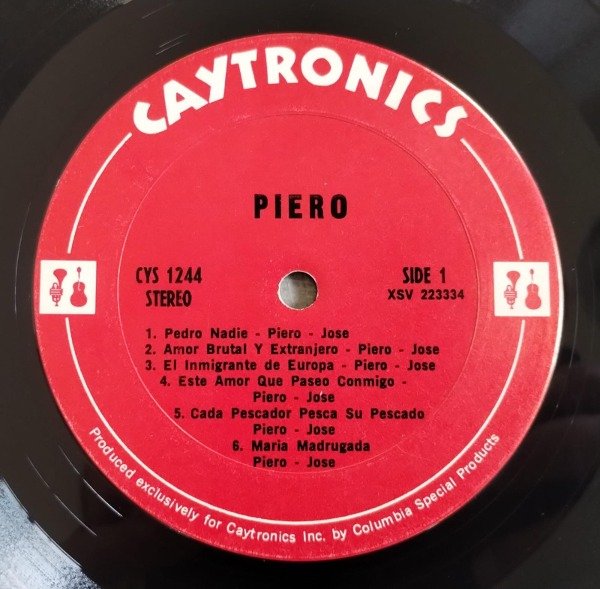 CAYTRONICS
PIERO
CYS 1244
STEREO
SIDE 1
XSV 223334
1. Pedro Nadie - Piero - Jose
2. Amor Brutal Y Extranjero - Piero - Jose
3. El Inmigrante de Europa - Piero - Jose
4. Este Amor Que Paseo Conmigo -
Piero - Jose
5. Cada Pescador Pesca Su Pescado
Piero - Jose
6. Maria Madrugada
Piero - Jose
Produced exclusively for Caytronics Inc. by Columbia Special Products